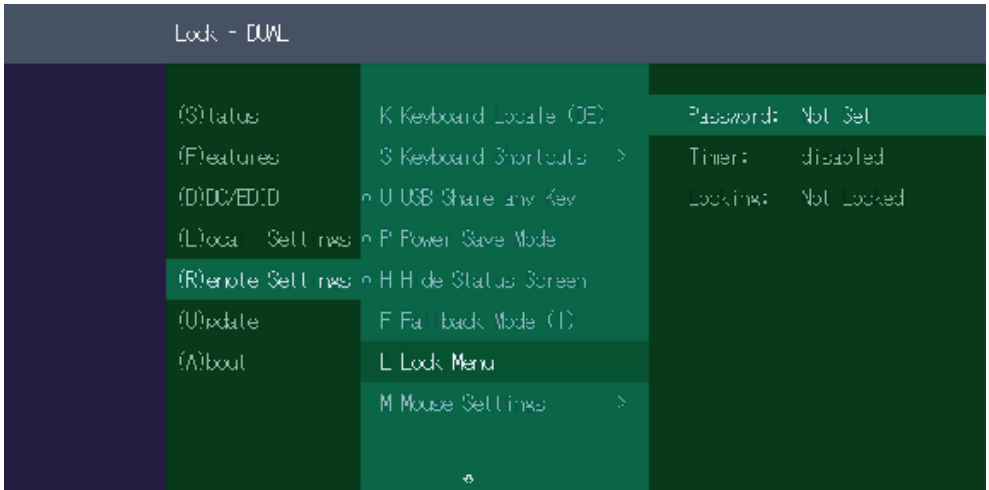 Lock - DUAL
(S)tatus
(F)eatures
(D)DC/EDID
(L)ocal Settings
(R)emote Settings
(U)pdate
(A)bout
K Keyboard Locale (DE)
S Keyboard Shortcuts >
o U USB Share any Key
o P Power Save Mode
o H Hide Status Screen
F Fallback Mode (1)
L Lock Menu
M Mouse Settings >
Password: Not Set
Timer: disabled
Locking: Not Locked